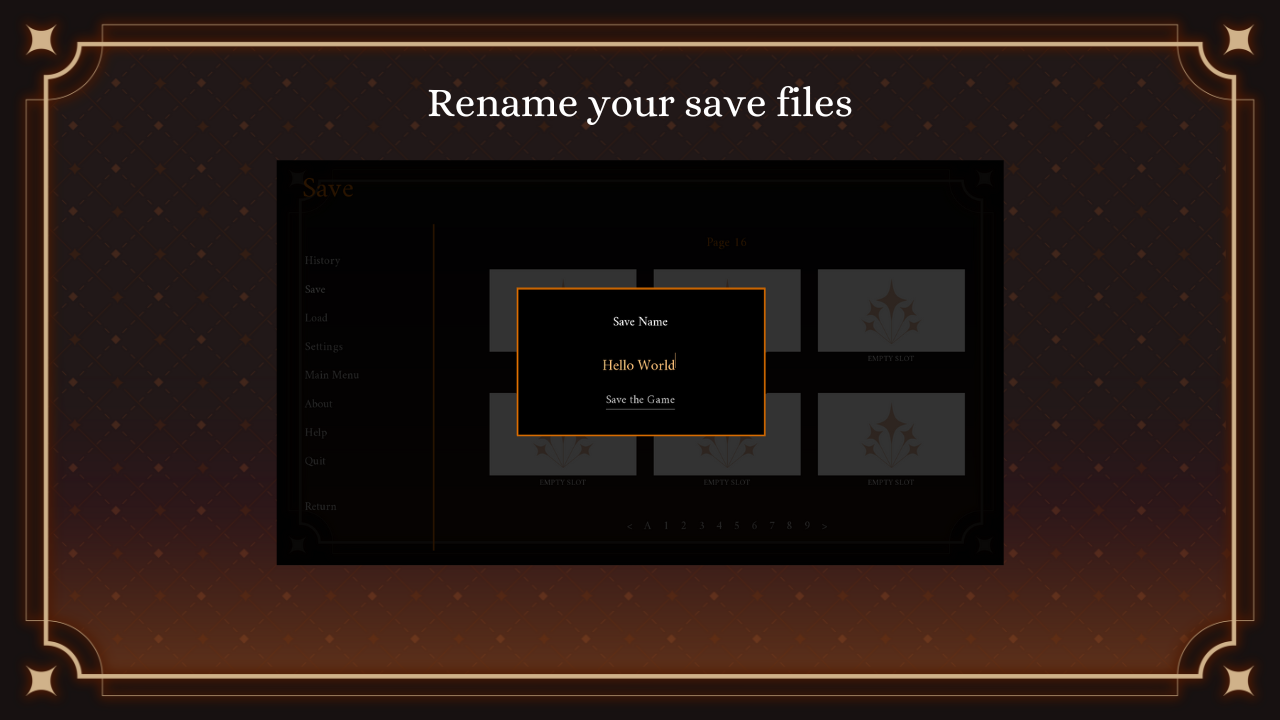 Rename your save files
Save
Page 16
History
Save
Load
Settings
Main Menu
About
Help
Quit
Return
EMPTY SLOT
Save Name
Hello World
Save the Game
EMPTY SLOT EMPTY SLOT EMPTY SLOT
< A 1 2 3 4 5 6 7 8 9 >